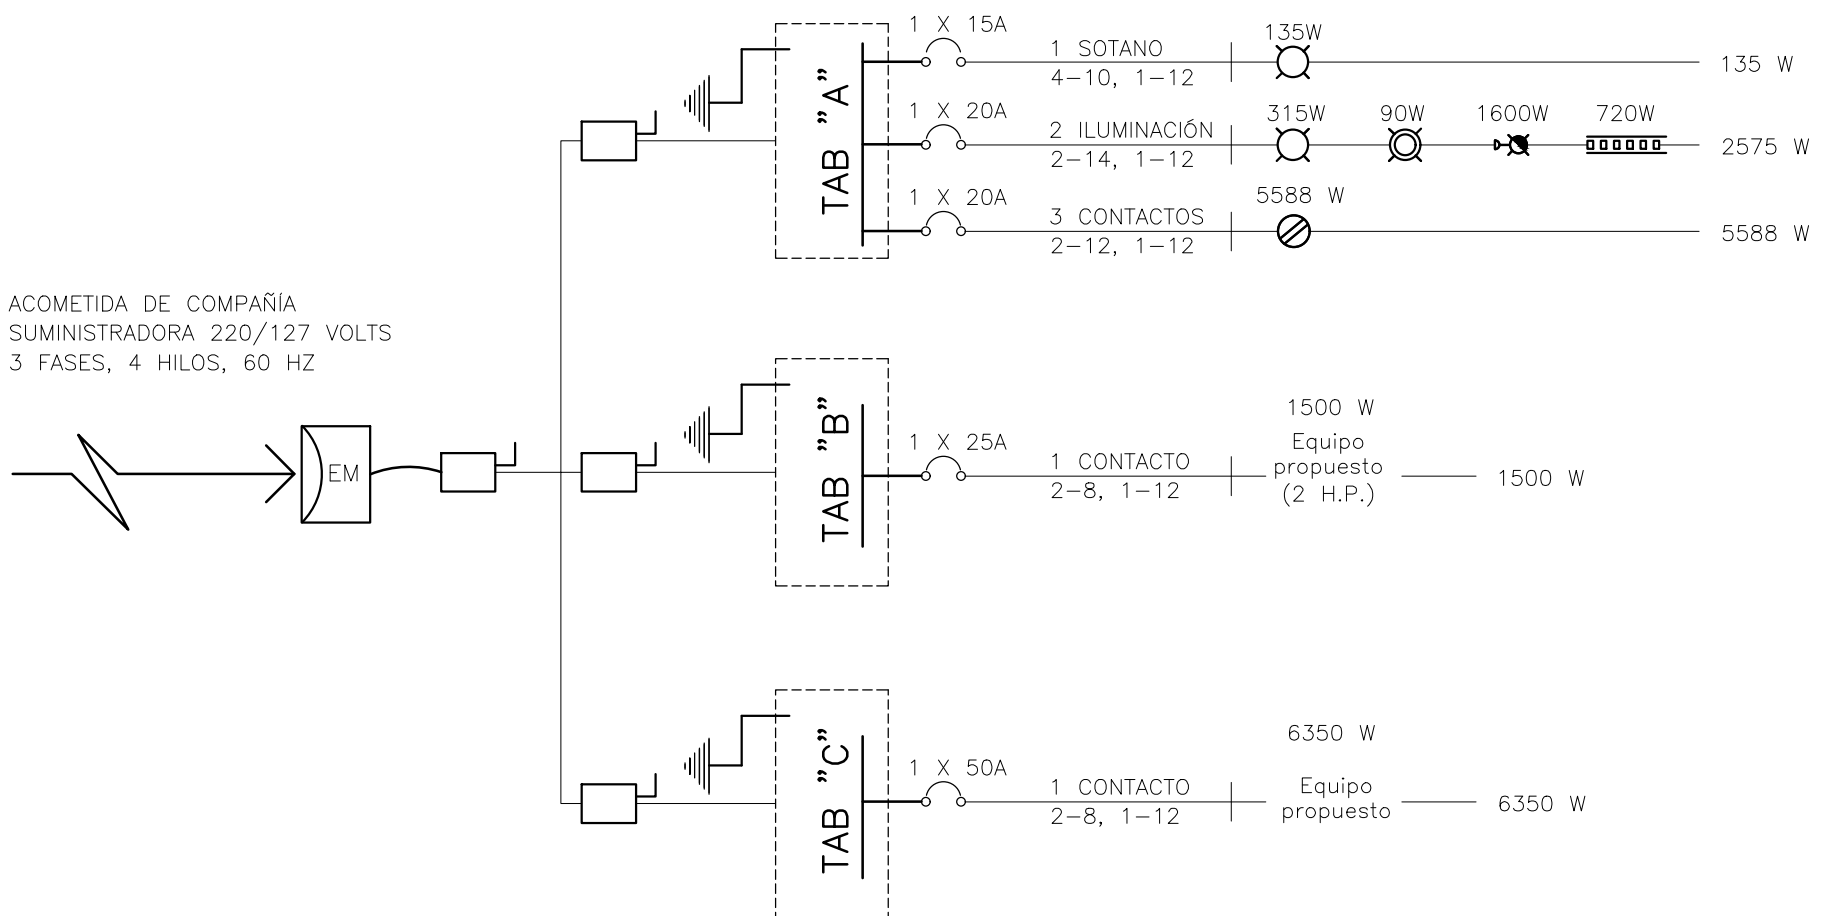 ACOMETIDA DE COMPAÑÍA
SUMINISTRADORA 220/127 VOLTS
3 FASES, 4 HILOS, 60 HZ
EM
TAB "A"
1 X 15A
1 SOTANO
4-10, 1-12
135W
135 W
1 X 20A
2 ILUMINACIÓN
2-14, 1-12
315W
90W
1600W
720W
2575 W
1 X 20A
3 CONTACTOS
2-12, 1-12
5588 W
5588 W
TAB "B"
1 X 25A
1 CONTACTO
2-8, 1-12
1500 W
Equipo
propuesto
(2 H.P.)
1500 W
TAB "C"
1 X 50A
1 CONTACTO
2-8, 1-12
6350 W
Equipo
propuesto
6350 W